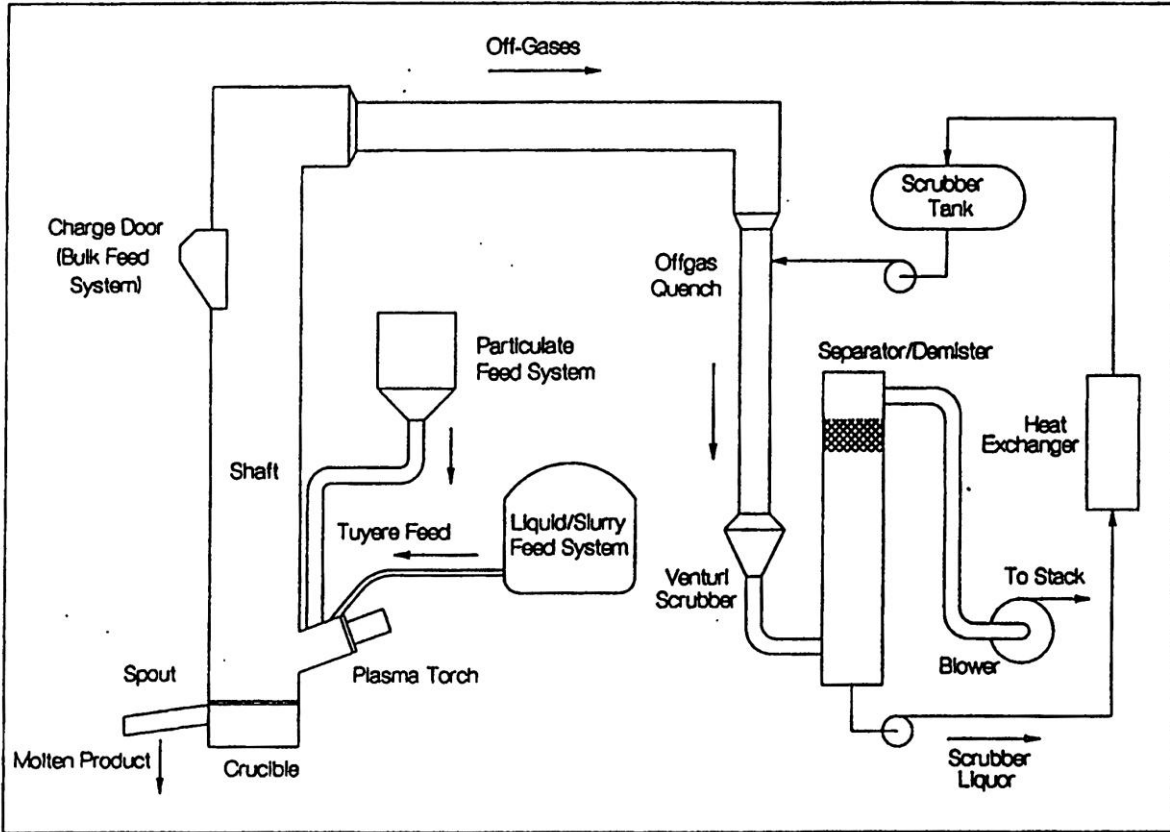 Off-Gases
Scrubber
Tank
Charge Door
(Bulk Feed
System)
Offgas
Quench
Particulate
Feed System
Separator/Demister
Heat
Exchanger
Shaft
Tuyere Feed
Liquid/Slurry
Feed System
Venturi
Scrubber
To Stack
Blower
Spout
Plasma Torch
Molten Product
Crucible
Scrubber
Liquor